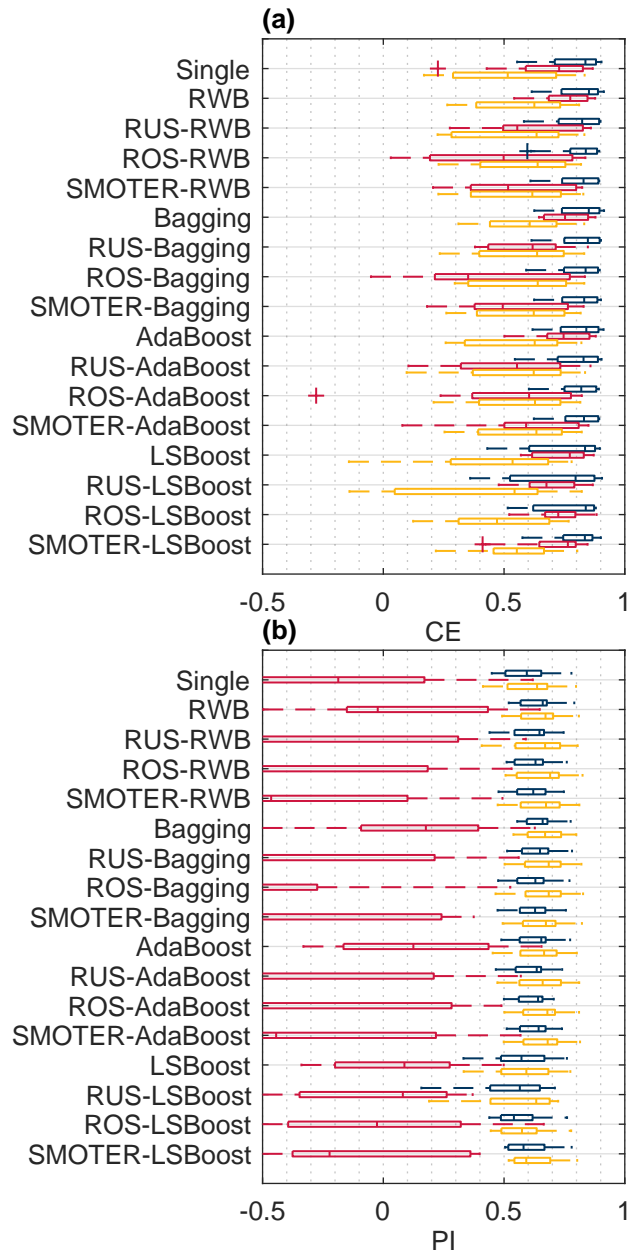 (a)
Single
RWB
RUS-RWB
ROS-RWB
SMOTER-RWB
Bagging
RUS-Bagging
ROS-Bagging
SMOTER-Bagging
AdaBoost
RUS-AdaBoost
ROS-AdaBoost
SMOTER-AdaBoost
LSBoost
RUS-LSBoost
ROS-LSBoost
SMOTER-LSBoost
-0.5 0 0.5 1
CE
(b)
Single
RWB
RUS-RWB
ROS-RWB
SMOTER-RWB
Bagging
RUS-Bagging
ROS-Bagging
SMOTER-Bagging
AdaBoost
RUS-AdaBoost
ROS-AdaBoost
SMOTER-AdaBoost
LSBoost
RUS-LSBoost
ROS-LSBoost
SMOTER-LSBoost
-0.5 0 0.5 1
PI